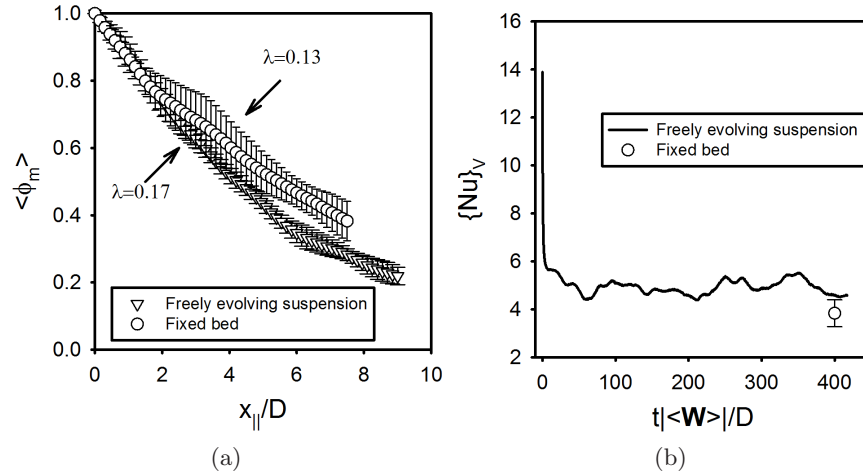 1.0
0.8
0.6
0.4
0.2
0.0
<ϕm>
λ=0.13
λ=0.17
Freely evolving suspension
Fixed bed
0 2 4 6 8 10
x||/D
(a)
16
14
12
10
8
6
4
2
{Nu}V
Freely evolving suspension
Fixed bed
0 100 200 300 400
t|<W>|/D
(b)